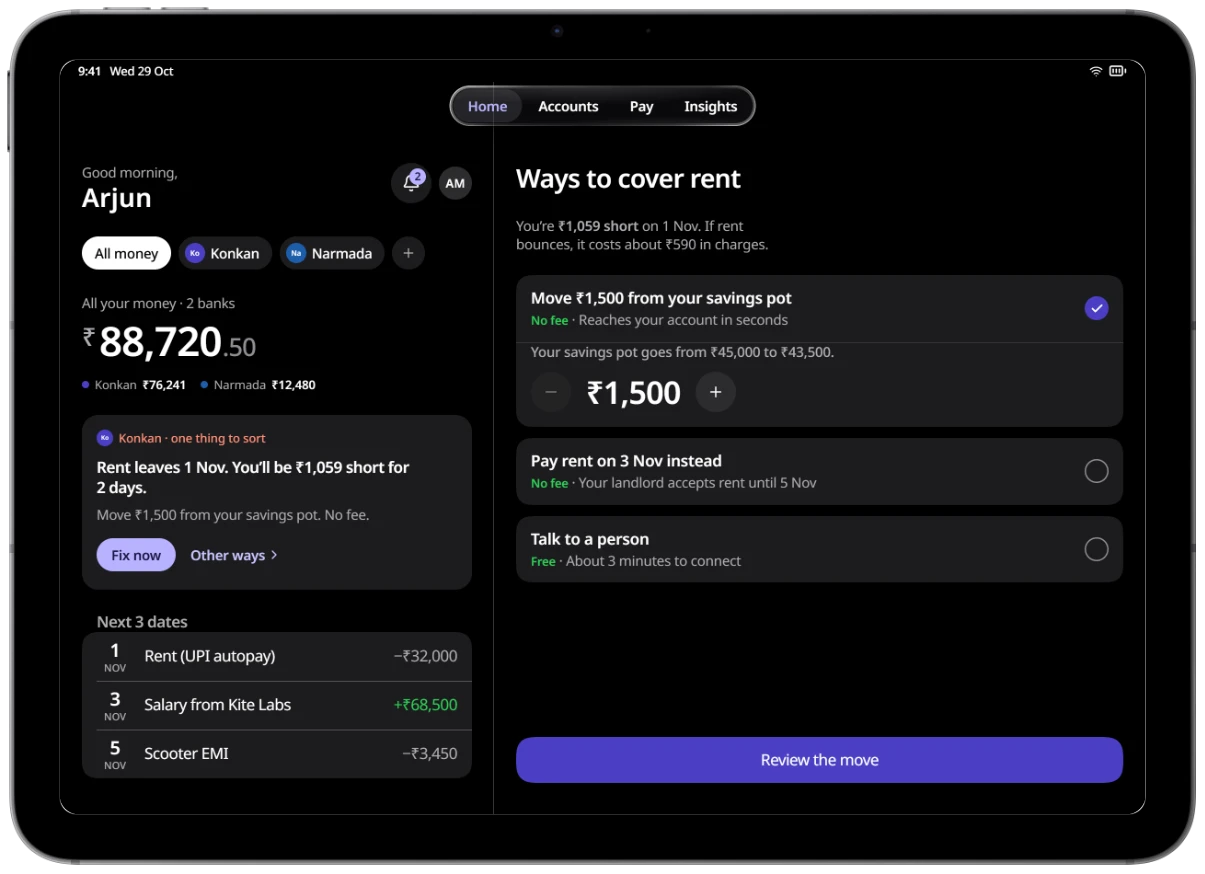 9:41 Wed 29 Oct
Home Accounts Pay Insights
Good morning,
Arjun
2
AM
All money Ko Konkan Na Narmada +
All your money · 2 banks
₹88,720.50
Konkan ₹76,241 Narmada ₹12,480
Ko Konkan · one thing to sort
Rent leaves 1 Nov. You’ll be ₹1,059 short for
2 days.
Move ₹1,500 from your savings pot. No fee.
Fix now Other ways
Next 3 dates
1 NOV Rent (UPI autopay) −₹32,000
3 NOV Salary from Kite Labs +₹68,500
5 NOV Scooter EMI −₹3,450
Ways to cover rent
You’re ₹1,059 short on 1 Nov. If rent
bounces, it costs about ₹590 in charges.
Move ₹1,500 from your savings pot
No fee · Reaches your account in seconds
Your savings pot goes from ₹45,000 to ₹43,500.
− ₹1,500 +
Pay rent on 3 Nov instead
No fee · Your landlord accepts rent until 5 Nov
Talk to a person
Free · About 3 minutes to connect
Review the move